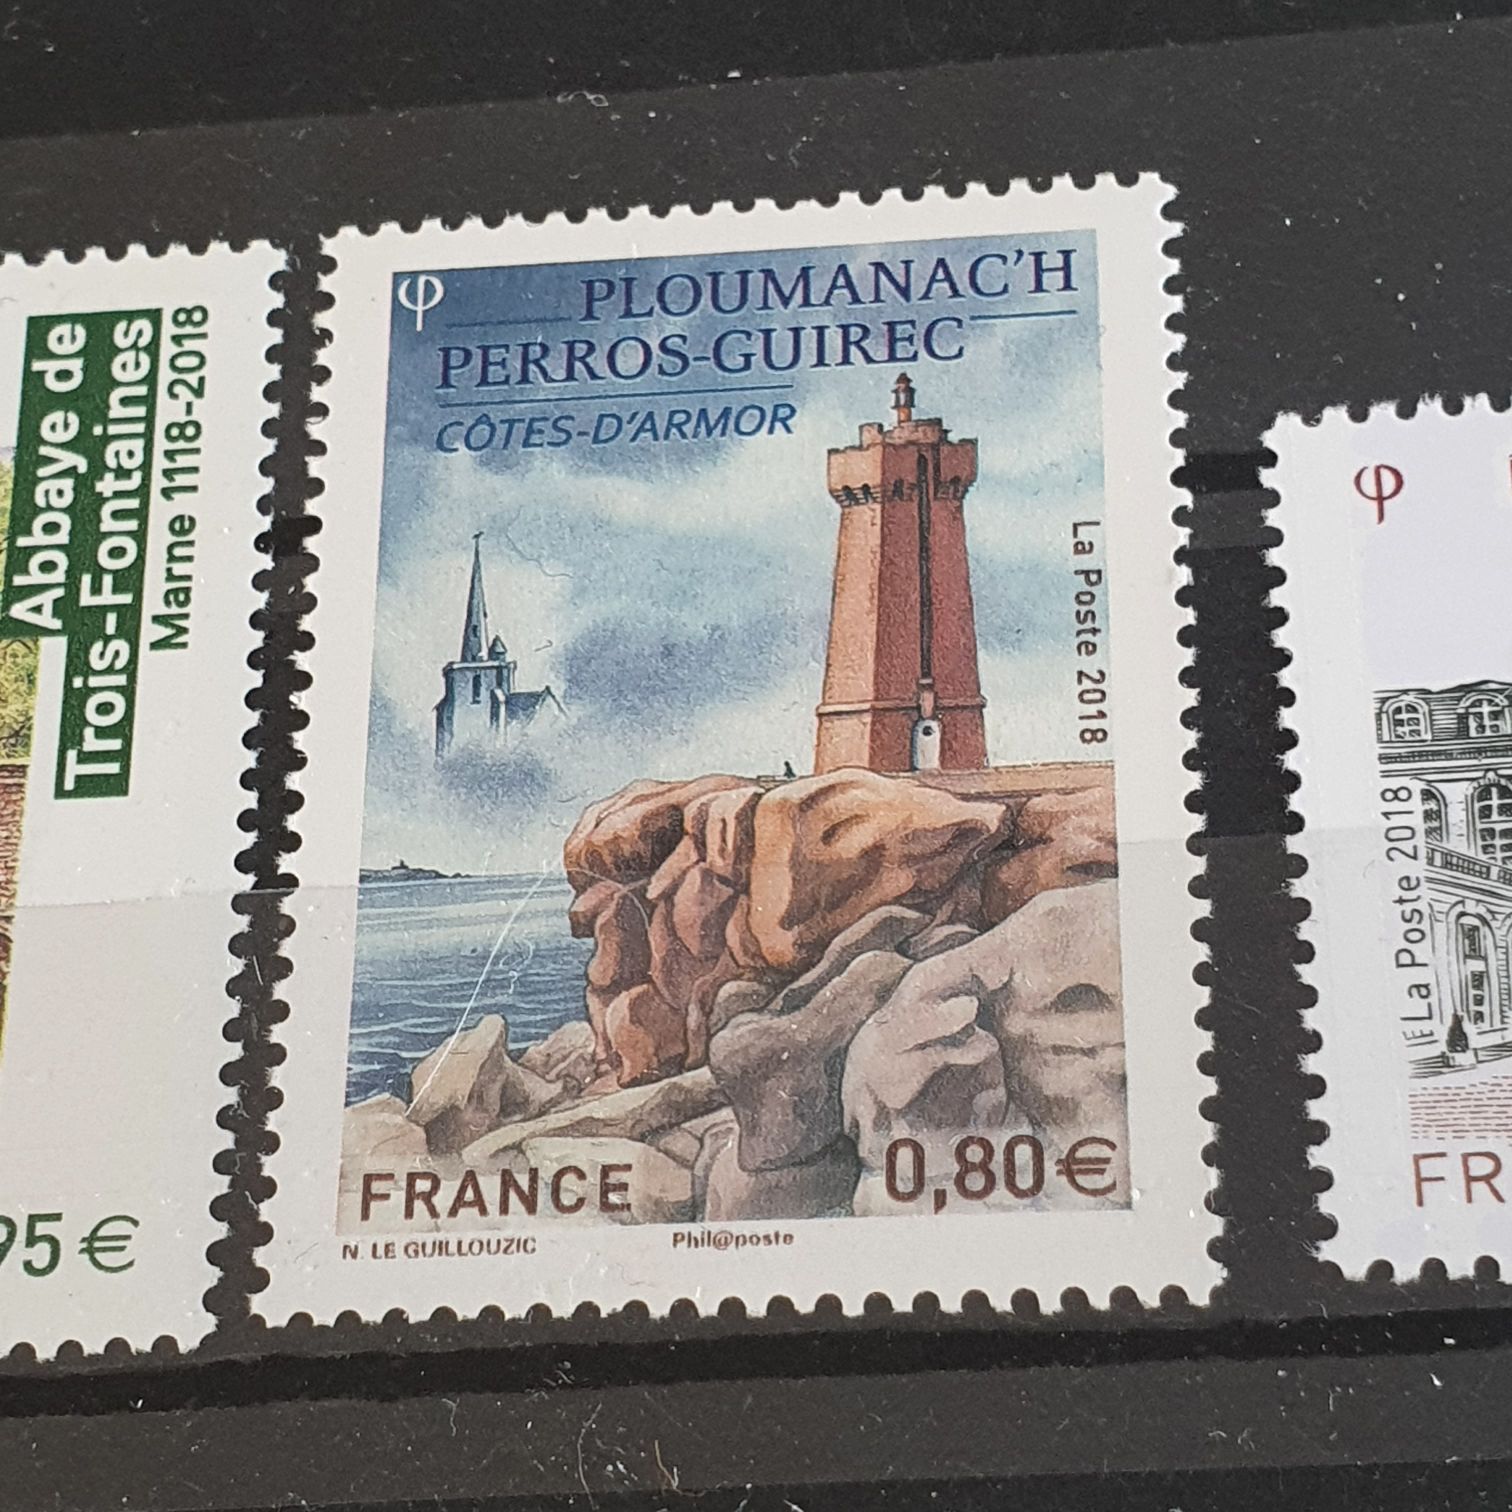 Abbaye de
Trois-Fontaines
Marne 1118-2018
95 €
PLOUMANAC'H
PERROS-GUIREC
CÔTES-D'ARMOR
La Poste 2018
FRANCE
0,80€
N. LE GUILLOUZIC
Phil@poste
La Poste 2018
FR